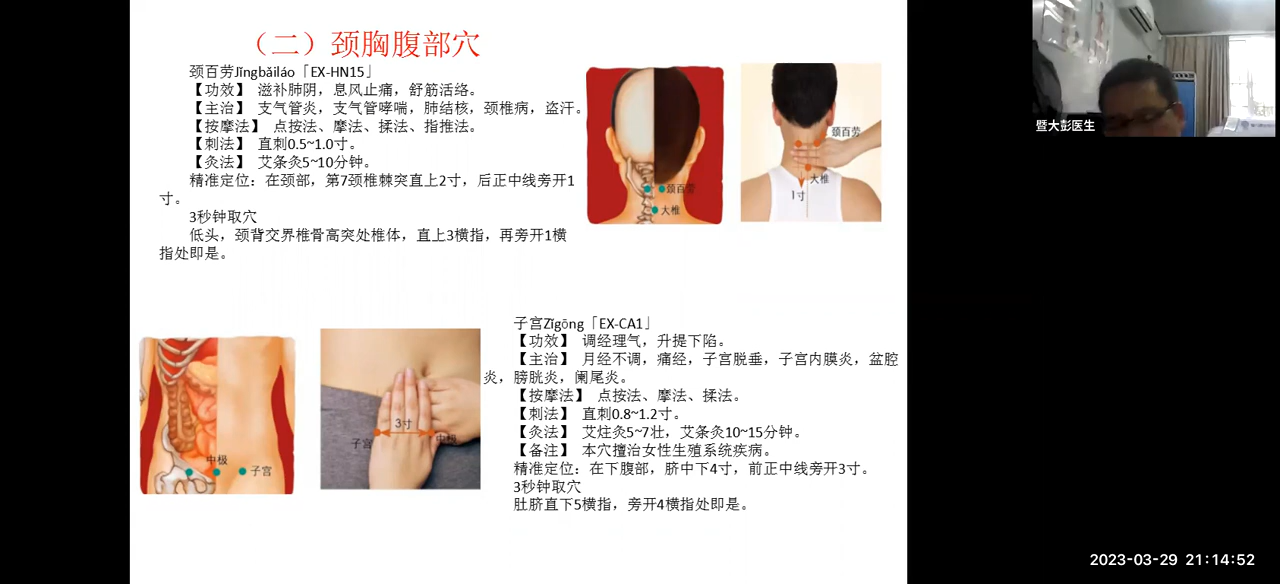 （二）颈胸腹部穴
颈百劳Jǐngbǎiláo「EX-HN15」
【功效】 滋补肺阴，息风止痛，舒筋活络。
【主治】 支气管炎，支气管哮喘，肺结核，颈椎病，盗汗。
【按摩法】 点按法、摩法、揉法、指推法。
【刺法】 直刺0.5~1.0寸。
【灸法】 艾条灸5~10分钟。
精准定位：在颈部，第7颈椎棘突直上2寸，后正中线旁开1
寸。
3秒钟取穴
低头，颈背交界椎骨高突处椎体，直上3横指，再旁开1横
指处即是。
颈百劳
大椎
颈百劳
大椎
1寸
暨大彭医生
中极
子宫
3寸
子宫
中极
子宫Zǐgōng「EX-CA1」
【功效】 调经理气，升提下陷。
【主治】 月经不调，痛经，子宫脱垂，子宫内膜炎，盆腔
炎，膀胱炎，阑尾炎。
【按摩法】 点按法、摩法、揉法。
【刺法】 直刺0.8~1.2寸。
【灸法】 艾炷灸5~7壮，艾条灸10~15分钟。
【备注】 本穴擅治女性生殖系统疾病。
精准定位：在下腹部，脐中下4寸，前正中线旁开3寸。
3秒钟取穴
肚脐直下5横指，旁开4横指处即是。
2023-03-29 21:14:52